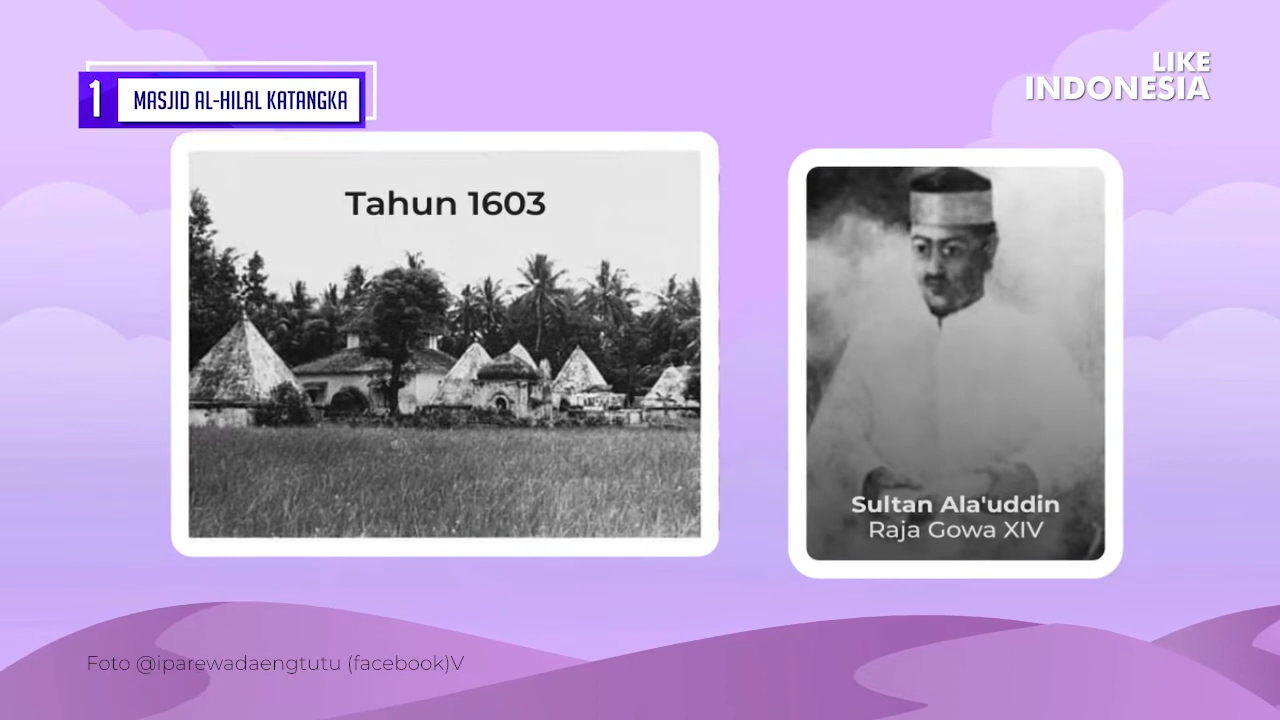 1 MASJID AL-HILAL KATANGKA
LIKE
INDONESIA
Tahun 1603
Sultan Ala'uddin
Raja Gowa XIV
Foto @iparewadaengtutu (facebook)V